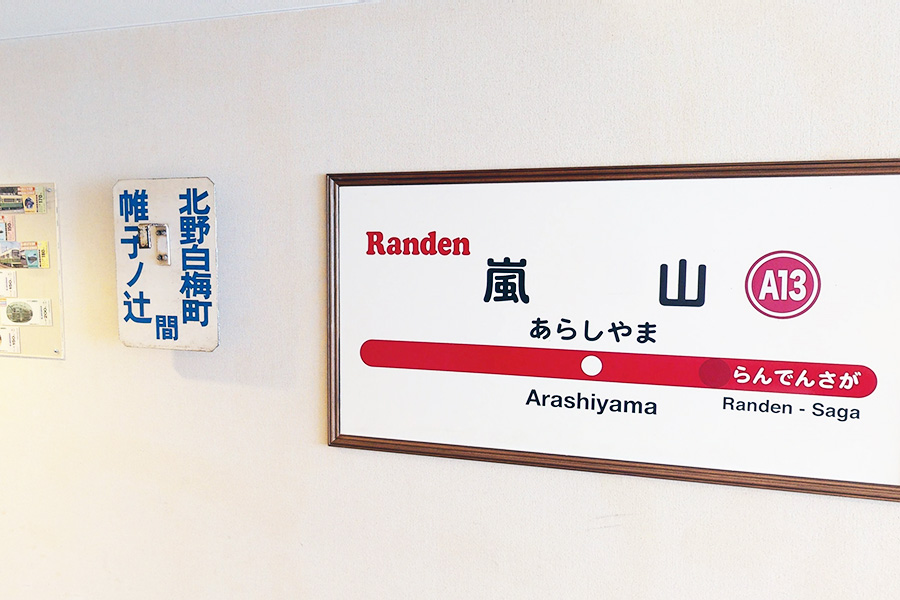 北野白梅町
帷子ノ辻
間
Randen
嵐山
A13
あらしやま
らんでんさが
Arashiyama
Randen - Saga